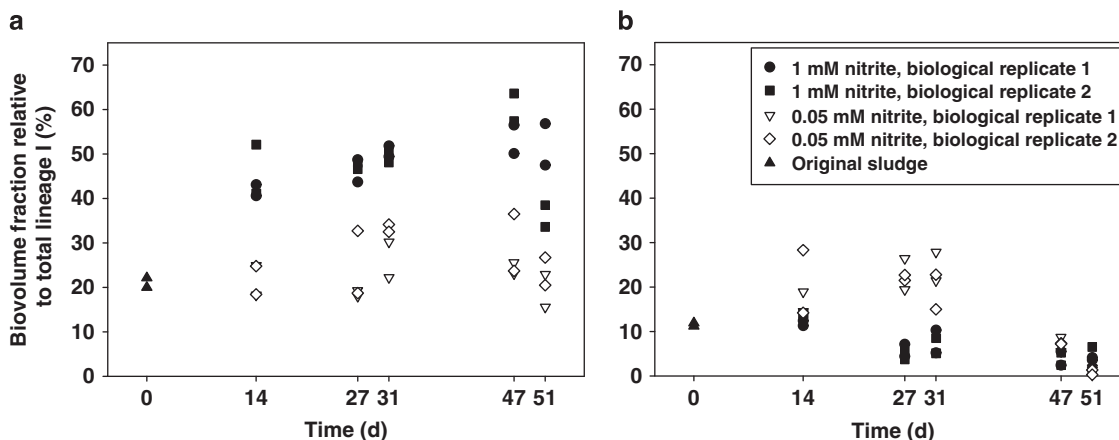 a
Biovolume fraction relative
to total lineage I (%)
70
60
50
40
30
20
10
0
0 14 27 31 47 51
Time (d)
b
70
60
50
40
30
20
10
0
0 14 27 31 47 51
Time (d)
1 mM nitrite, biological replicate 1
1 mM nitrite, biological replicate 2
0.05 mM nitrite, biological replicate 1
0.05 mM nitrite, biological replicate 2
Original sludge